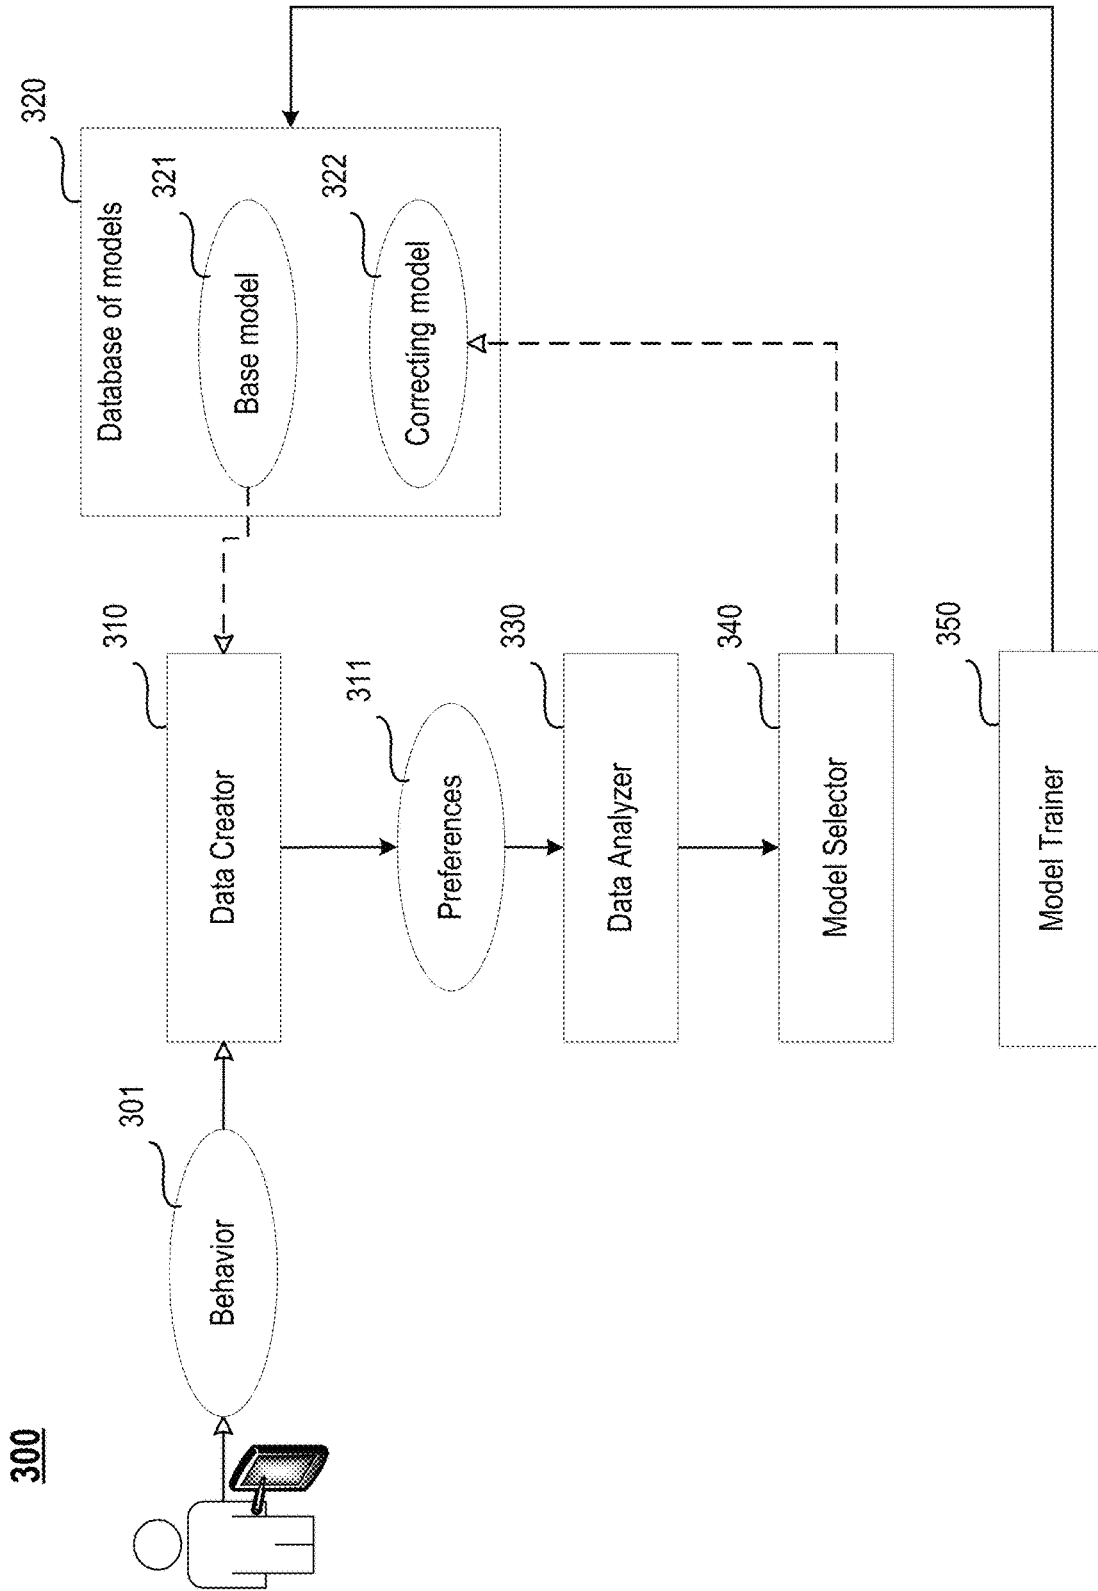 300
Behavior
301
Data Creator
310
Database of models
320
Base model
321
Correcting model
322
Preferences
311
Data Analyzer
330
Model Selector
340
Model Trainer
350